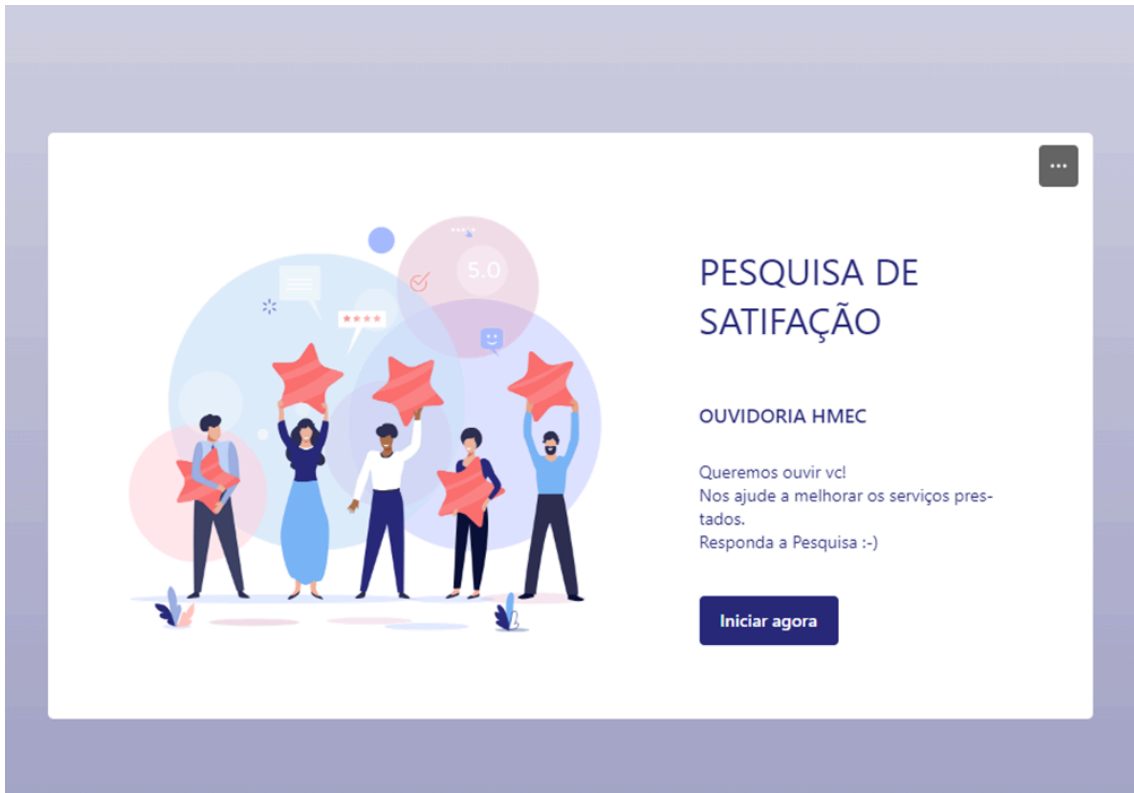 5.0
PESQUISA DE
SATIFAÇÃO
OUVIDORIA HMEC
Queremos ouvir vc!
Nos ajude a melhorar os serviços pres-
tados.
Responda a Pesquisa :-)
Iniciar agora